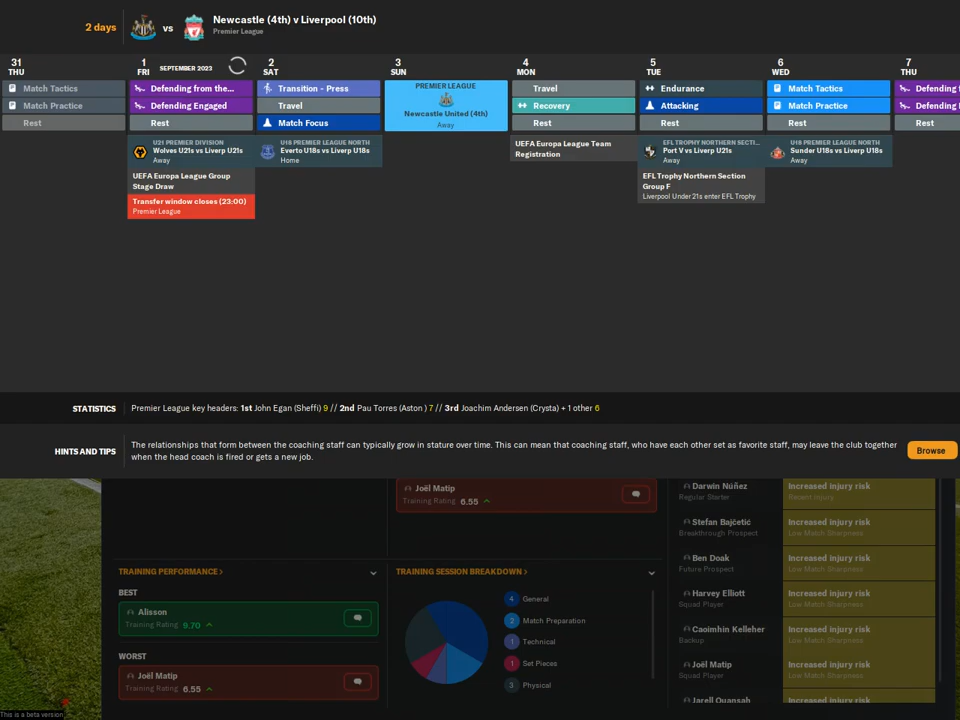 2 days
vs
Newcastle (4th) v Liverpool (10th)
Premier League
31
THU
1
FRI
SEPTEMBER 2023
2
SAT
3
SUN
4
MON
5
TUE
6
WED
7
THU
Match Tactics
Match Practice
Rest
Defending from the...
Defending Engaged
Rest
Transition - Press
Travel
Match Focus
PREMIER LEAGUE
Newcastle United (4th)
Away
Travel
Recovery
Rest
Endurance
Attacking
Rest
Match Tactics
Match Practice
Rest
Defending
Defending
Rest
U21 PREMIER DIVISION
Wolves U21s vs Liverp U21s
Away
UEFA Europa League Group
Stage Draw
Transfer window closes (23:00)
Premier League
U18 PREMIER LEAGUE NORTH
Everto U18s vs Liverp U18s
Home
UEFA Europa League Team
Registration
EFL TROPHY NORTHERN SECTI...
Port V vs Liverp U21s
Away
EFL Trophy Northern Section
Group F
Liverpool Under 21s enter EFL Trophy
U18 PREMIER LEAGUE NORTH
Sunder U18s vs Liverp U18s
Away
STATISTICS
Premier League key headers: 1st John Egan (Sheffi) 9 // 2nd Pau Torres (Aston ) 7 // 3rd Joachim Andersen (Crysta) + 1 other 6
HINTS AND TIPS
The relationships that form between the coaching staff can typically grow in stature over time. This can mean that coaching staff, who have each other set as favorite staff, may leave the club together
when the head coach is fired or gets a new job.
Browse
Joël Matip
Training Rating 6.55
TRAINING PERFORMANCE >
BEST
Alisson
Training Rating 9.70
WORST
Joël Matip
Training Rating 6.55
TRAINING SESSION BREAKDOWN >
4 General
2 Match Preparation
1 Technical
1 Set Pieces
3 Physical
Darwin Núñez
Regular Starter
Increased injury risk
Recent Injury
Stefan Bajčetić
Breakthrough Prospect
Increased injury risk
Low Match Sharpness
Ben Doak
Future Prospect
Increased injury risk
Low Match Sharpness
Harvey Elliott
Squad Player
Increased injury risk
Low Match Sharpness
Caoimhin Kelleher
Backup
Increased injury risk
Low Match Sharpness
Joël Matip
Squad Player
Increased injury risk
Low Match Sharpness
Jarell Quansah
Increased injury risk
This is a beta version